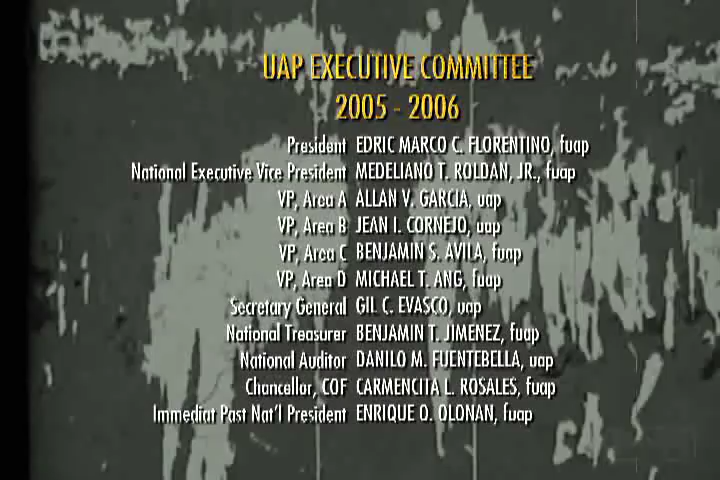 UAP EXECUTIVE COMMITTEE
2005 - 2006
President EDRIC MARCO C. FLORENTINO, fuap
National Executive Vice President MEDELIANO T. ROLDAN, JR., fuap
VP, Area A ALLAN V. GARCIA, uap
VP, Area B JEAN I. CORNEJO, uap
VP, Area C BENJAMIN S. AVILA, fuap
VP, Area D MICHAEL T. ANG, fuap
Secretary General GIL C. EVASCO, uap
National Treasurer BENJAMIN T. JIMENEZ, fuap
National Auditor DANILO M. FUENTEBELLA, uap
Chancellor, COF CARMENCITA L. ROSALES, fuap
Immediat Past Nat'l President ENRIQUE O. OLONAN, fuap